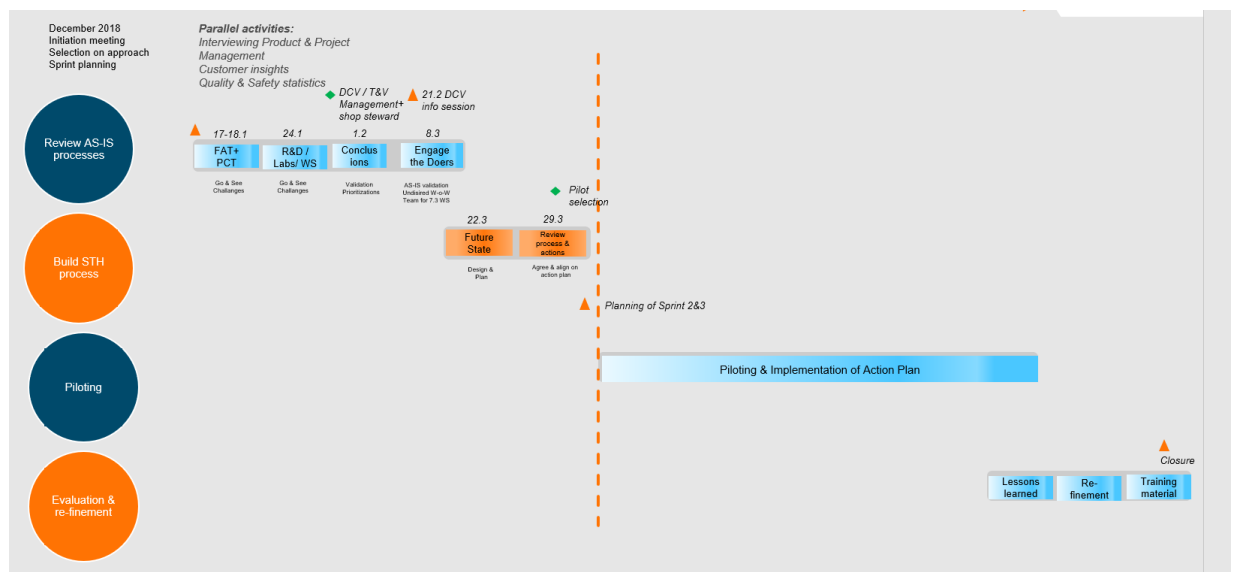 December 2018
Initiation meeting
Selection on approach
Sprint planning
Parallel activities:
Interviewing Product & Project
Management
Customer insights
Quality & Safety statistics
DCV / T&V
Management+
shop steward
21.2 DCV
info session
Review AS-IS
processes
17-18.1
24.1
1.2
8.3
FAT+
PCT
R&D /
Labs/ WS
Conclus
ions
Engage
the Doers
Go & See
Challanges
Go & See
Challanges
Validation
Prioritizations
AS-IS validation
Undisired W-o-W
Team for 7.3 WS
Pilot
selection
Build STH
process
22.3
29.3
Future
State
Review
process &
actions
Design &
Plan
Agree & align on
action plan
Planning of Sprint 2&3
Piloting
Piloting & Implementation of Action Plan
Closure
Evaluation &
re-finement
Lessons
learned
Re-
finement
Training
material